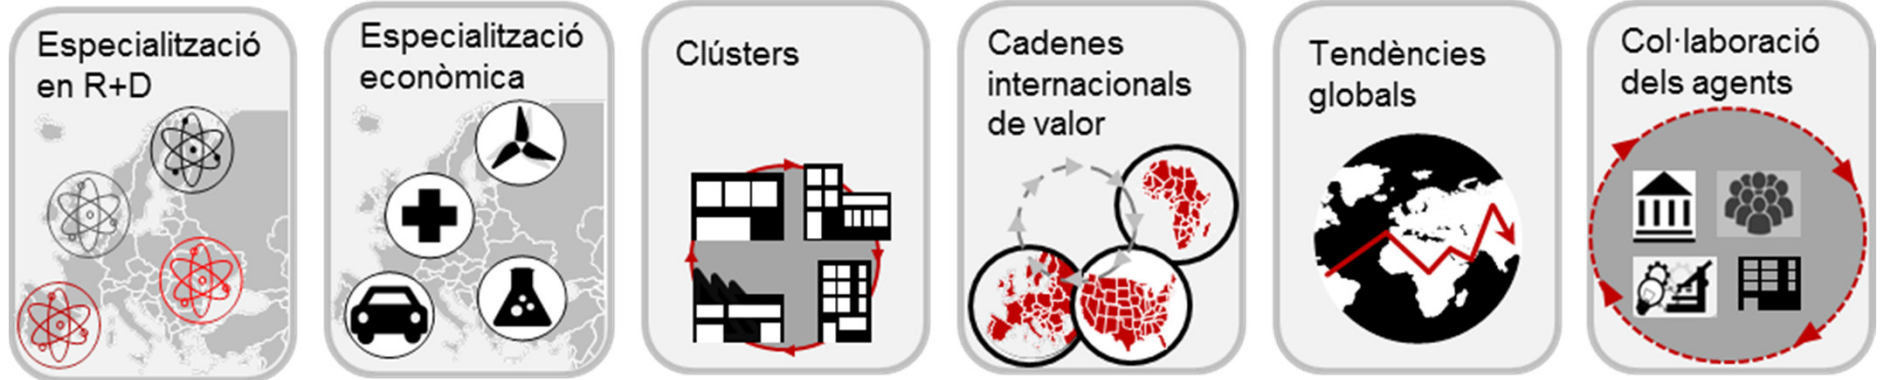 Especialització
en R+D
Especialització
econòmica
Clústers
Cadenes
internacionals
de valor
Tendències
globals
Col·laboració
dels agents